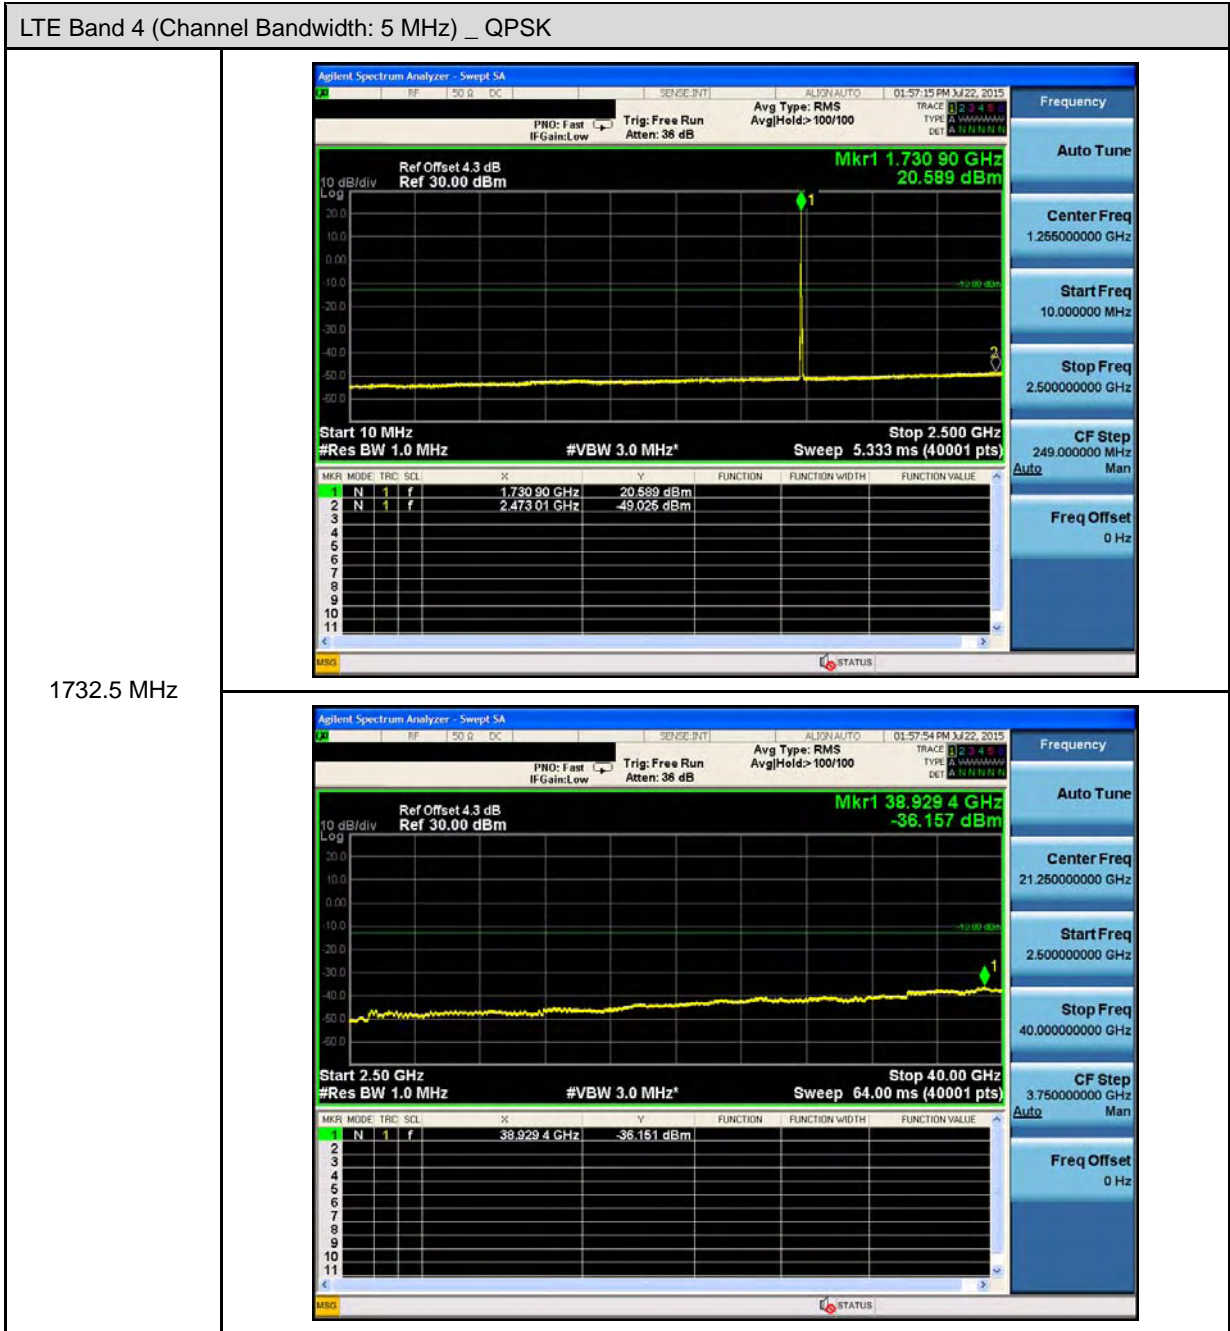 LTE Band 4 (Channel Bandwidth: 5 MHz) _ QPSK
1732.5 MHz
Agilent Spectrum Analyzer - Swept SA
RF 50 Ω DC SENSE:INT ALIGN AUTO 01:57:15 PM Jul 22, 2015
PNO: Fast
IFGain:Low
Trig: Free Run
Atten: 36 dB
Avg Type: RMS
Avg|Hold:> 100/100
TRACE 1 2 3 4 5 6
TYPE A WWWWW
DET A N N N N N
Mkr1 1.730 90 GHz
20.589 dBm
Ref Offset 4.3 dB
10 dB/div Ref 30.00 dBm
Log
20.0
10.0
0.00
-10.0
-20.0
-30.0
-40.0
-50.0
-60.0
1
2
Start 10 MHz Stop 2.500 GHz
#Res BW 1.0 MHz #VBW 3.0 MHz* Sweep 5.333 ms (40001 pts)
MKR MODE TRC SCL X Y FUNCTION FUNCTION WIDTH FUNCTION VALUE
1 N 1 f 1.730 90 GHz 20.589 dBm
2 N 1 f 2.473 01 GHz -49.025 dBm
3
4
5
6
7
8
9
10
11
MSG STATUS
Frequency
Auto Tune
Center Freq
1.255000000 GHz
Start Freq
10.000000 MHz
Stop Freq
2.500000000 GHz
CF Step
249.000000 MHz
Auto Man
Freq Offset
0 Hz
Agilent Spectrum Analyzer - Swept SA
RF 50 Ω DC SENSE:INT ALIGN AUTO 01:57:54 PM Jul 22, 2015
PNO: Fast
IFGain:Low
Trig: Free Run
Atten: 36 dB
Avg Type: RMS
Avg|Hold:> 100/100
TRACE 1 2 3 4 5 6
TYPE A WWWWW
DET A N N N N N
Mkr1 38.929 4 GHz
-36.157 dBm
Ref Offset 4.3 dB
10 dB/div Ref 30.00 dBm
Log
20.0
10.0
0.00
-10.0
-20.0
-30.0
-40.0
-50.0
-60.0
1
Start 2.50 GHz Stop 40.00 GHz
#Res BW 1.0 MHz #VBW 3.0 MHz* Sweep 64.00 ms (40001 pts)
MKR MODE TRC SCL X Y FUNCTION FUNCTION WIDTH FUNCTION VALUE
1 N 1 f 38.929 4 GHz -36.151 dBm
2
3
4
5
6
7
8
9
10
11
MSG STATUS
Frequency
Auto Tune
Center Freq
21.250000000 GHz
Start Freq
2.500000000 GHz
Stop Freq
40.000000000 GHz
CF Step
3.750000000 GHz
Auto Man
Freq Offset
0 Hz